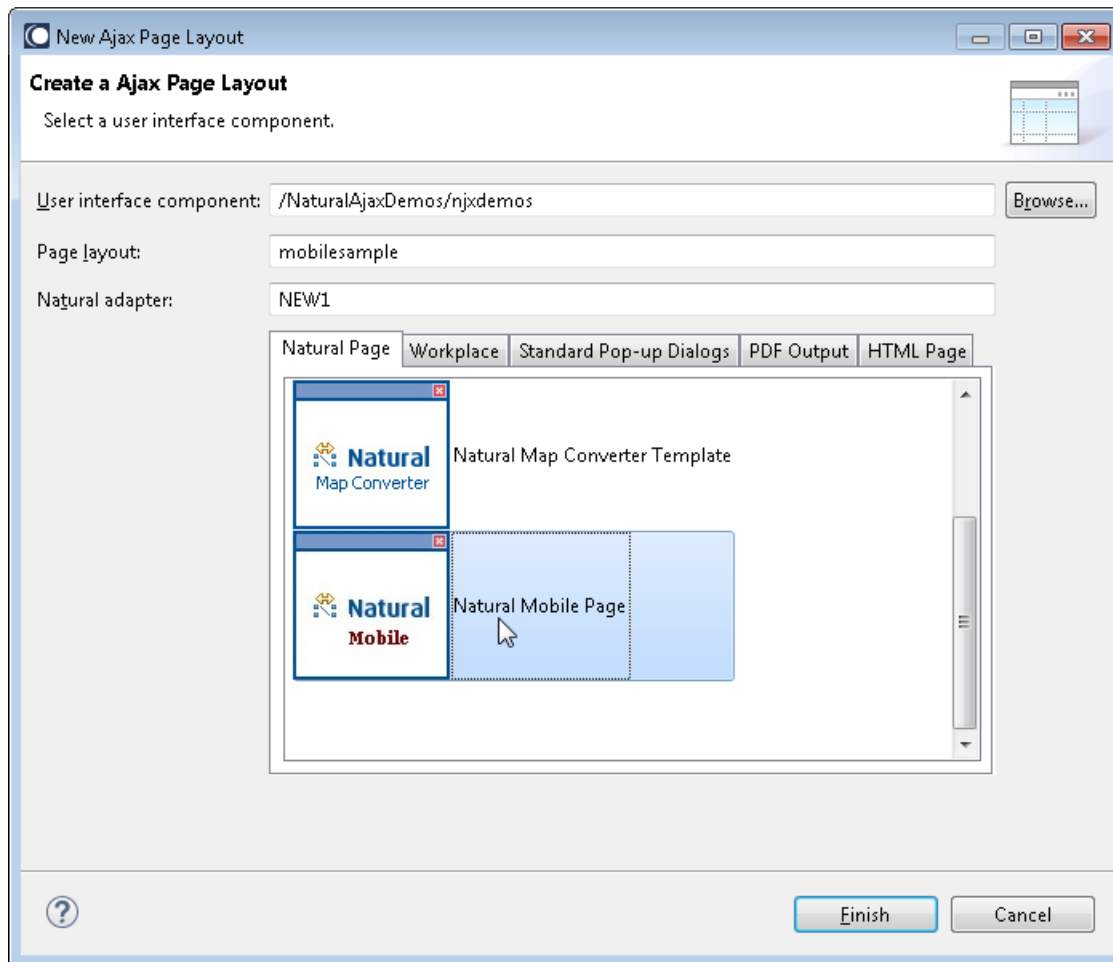 New Ajax Page Layout
Create a Ajax Page Layout
Select a user interface component.
User interface component: /NaturalAjaxDemos/njxdemos Browse...
Page layout: mobilesample
Natural adapter: NEW1
Natural Page Workplace Standard Pop-up Dialogs PDF Output HTML Page
Natural
Map Converter
Natural Map Converter Template
Natural
Mobile
Natural Mobile Page
? Finish Cancel